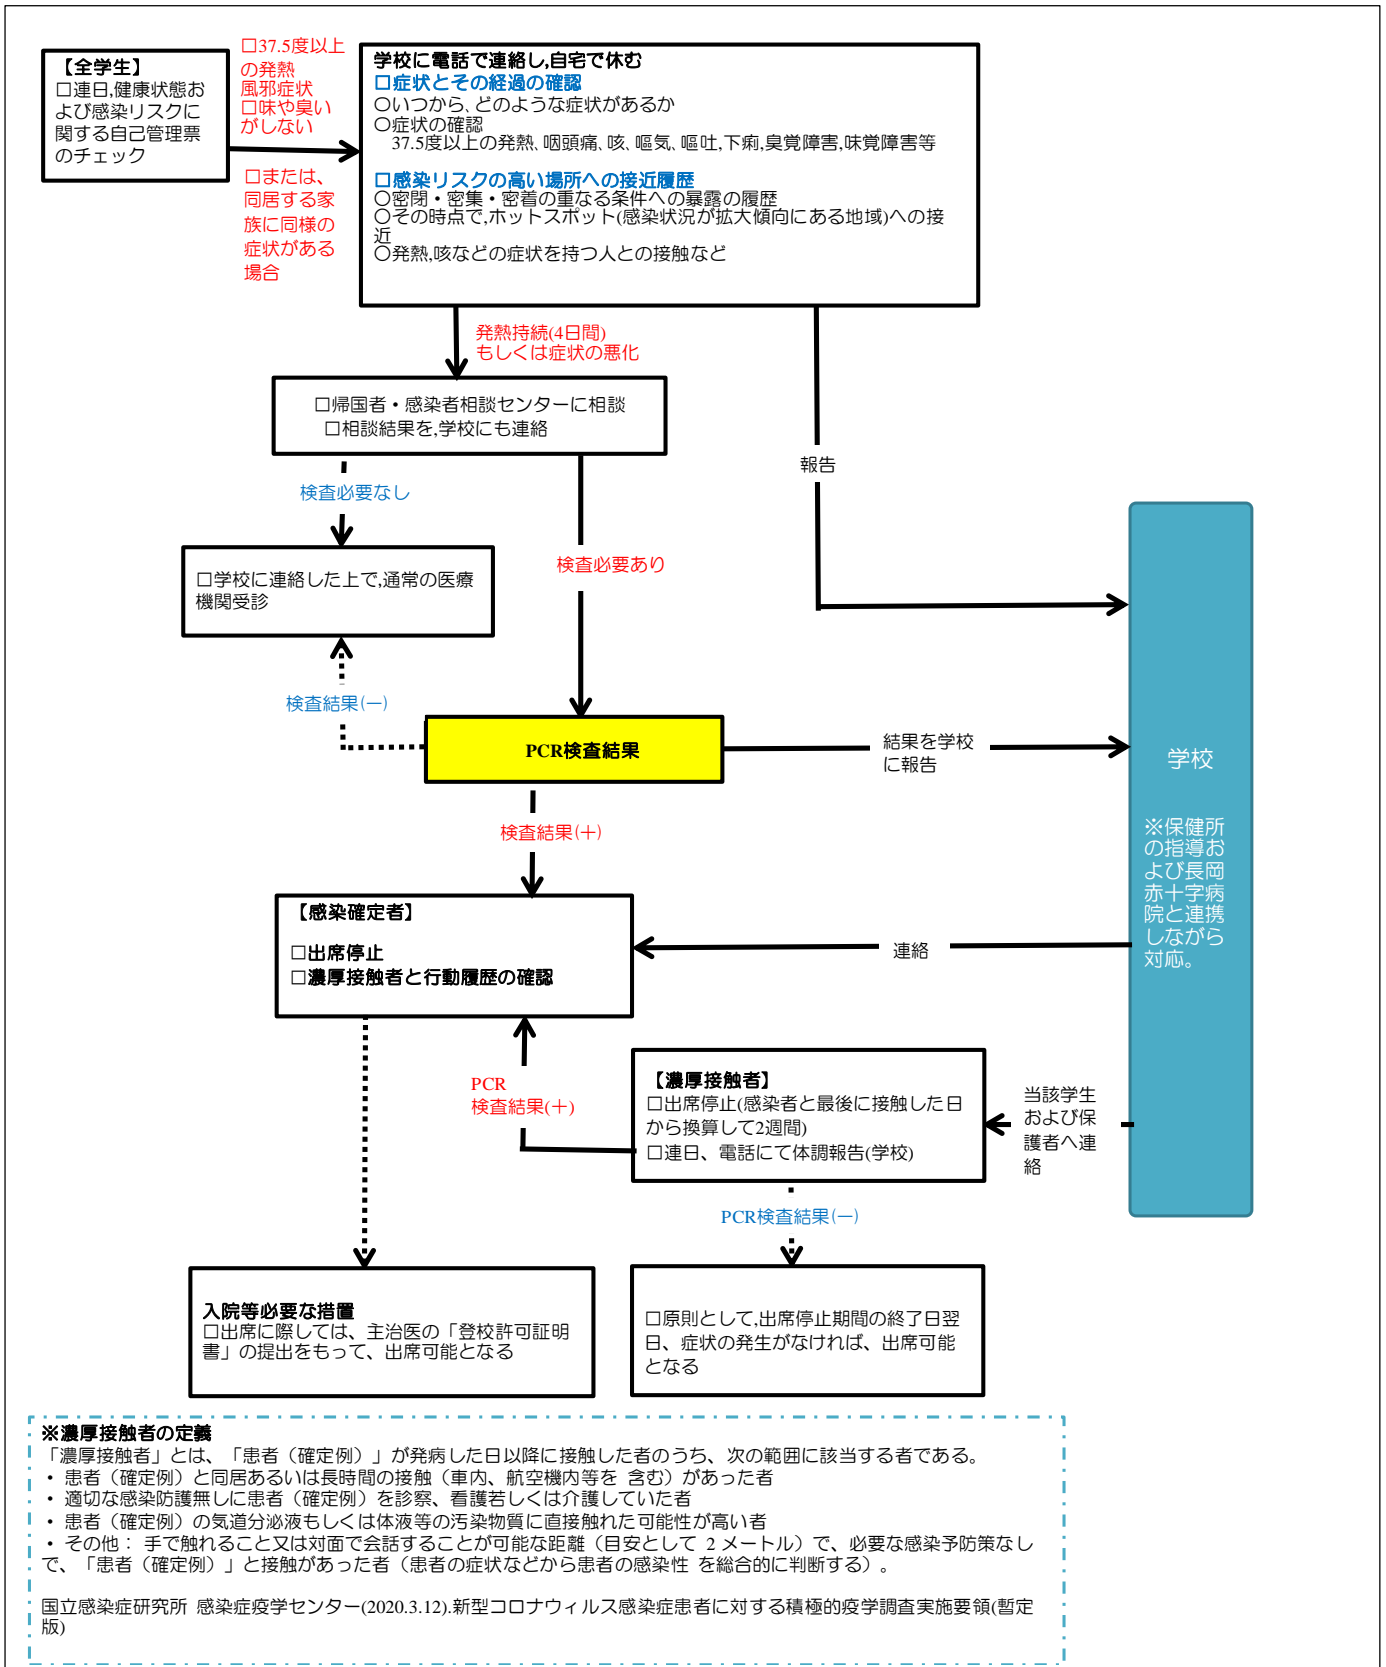 【全学生】
□連日,健康状態お
よび感染リスクに
関する自己管理票
のチェック
□37.5度以上
の発熱
風邪症状
□味や臭い
がしない
□または、
同居する家
族に同様の
症状がある
場合
学校に電話で連絡し,自宅で休む
□症状とその経過の確認
○いつから、どのような症状があるか
○症状の確認
37.5度以上の発熱、咽頭痛、咳、嘔気、嘔吐,下痢,臭覚障害,味覚障害等
□感染リスクの高い場所への接近履歴
○密閉・密集・密着の重なる条件への暴露の履歴
○その時点で,ホットスポット(感染状況が拡大傾向にある地域)への接
近
○発熱,咳などの症状を持つ人との接触など
発熱持続(4日間)
もしくは症状の悪化
□帰国者・感染者相談センターに相談
□相談結果を,学校にも連絡
報告
検査必要なし
検査必要あり
□学校に連絡した上で,通常の医療
機関受診
検査結果(－)
PCR検査結果
結果を学校
に報告
学校
※保健所
の指導お
よび長岡
赤十字病
院と連携
しながら
対応。
検査結果(＋)
【感染確定者】
□出席停止
□濃厚接触者と行動履歴の確認
連絡
PCR
検査結果(＋)
【濃厚接触者】
□出席停止(感染者と最後に接触した日
から換算して2週間)
□連日、電話にて体調報告(学校)
当該学生
および保
護者へ連
絡
PCR検査結果(－)
入院等必要な措置
□出席に際しては、主治医の「登校許可証明
書」の提出をもって、出席可能となる
□原則として,出席停止期間の終了日翌
日、症状の発生がなければ、出席可能
となる
※濃厚接触者の定義
「濃厚接触者」とは、「患者（確定例）」が発病した日以降に接触した者のうち、次の範囲に該当する者である。
・ 患者（確定例）と同居あるいは長時間の接触（車内、航空機内等を 含む）があった者
・ 適切な感染防護無しに患者（確定例）を診察、看護若しくは介護していた者
・ 患者（確定例）の気道分泌液もしくは体液等の汚染物質に直接触れた可能性が高い者
・ その他： 手で触れること又は対面で会話することが可能な距離（目安として 2 メートル）で、必要な感染予防策なし
で、「患者（確定例）」と接触があった者（患者の症状などから患者の感染性 を総合的に判断する）。
国立感染症研究所 感染症疫学センター(2020.3.12).新型コロナウィルス感染症患者に対する積極的疫学調査実施要領(暫定
版)